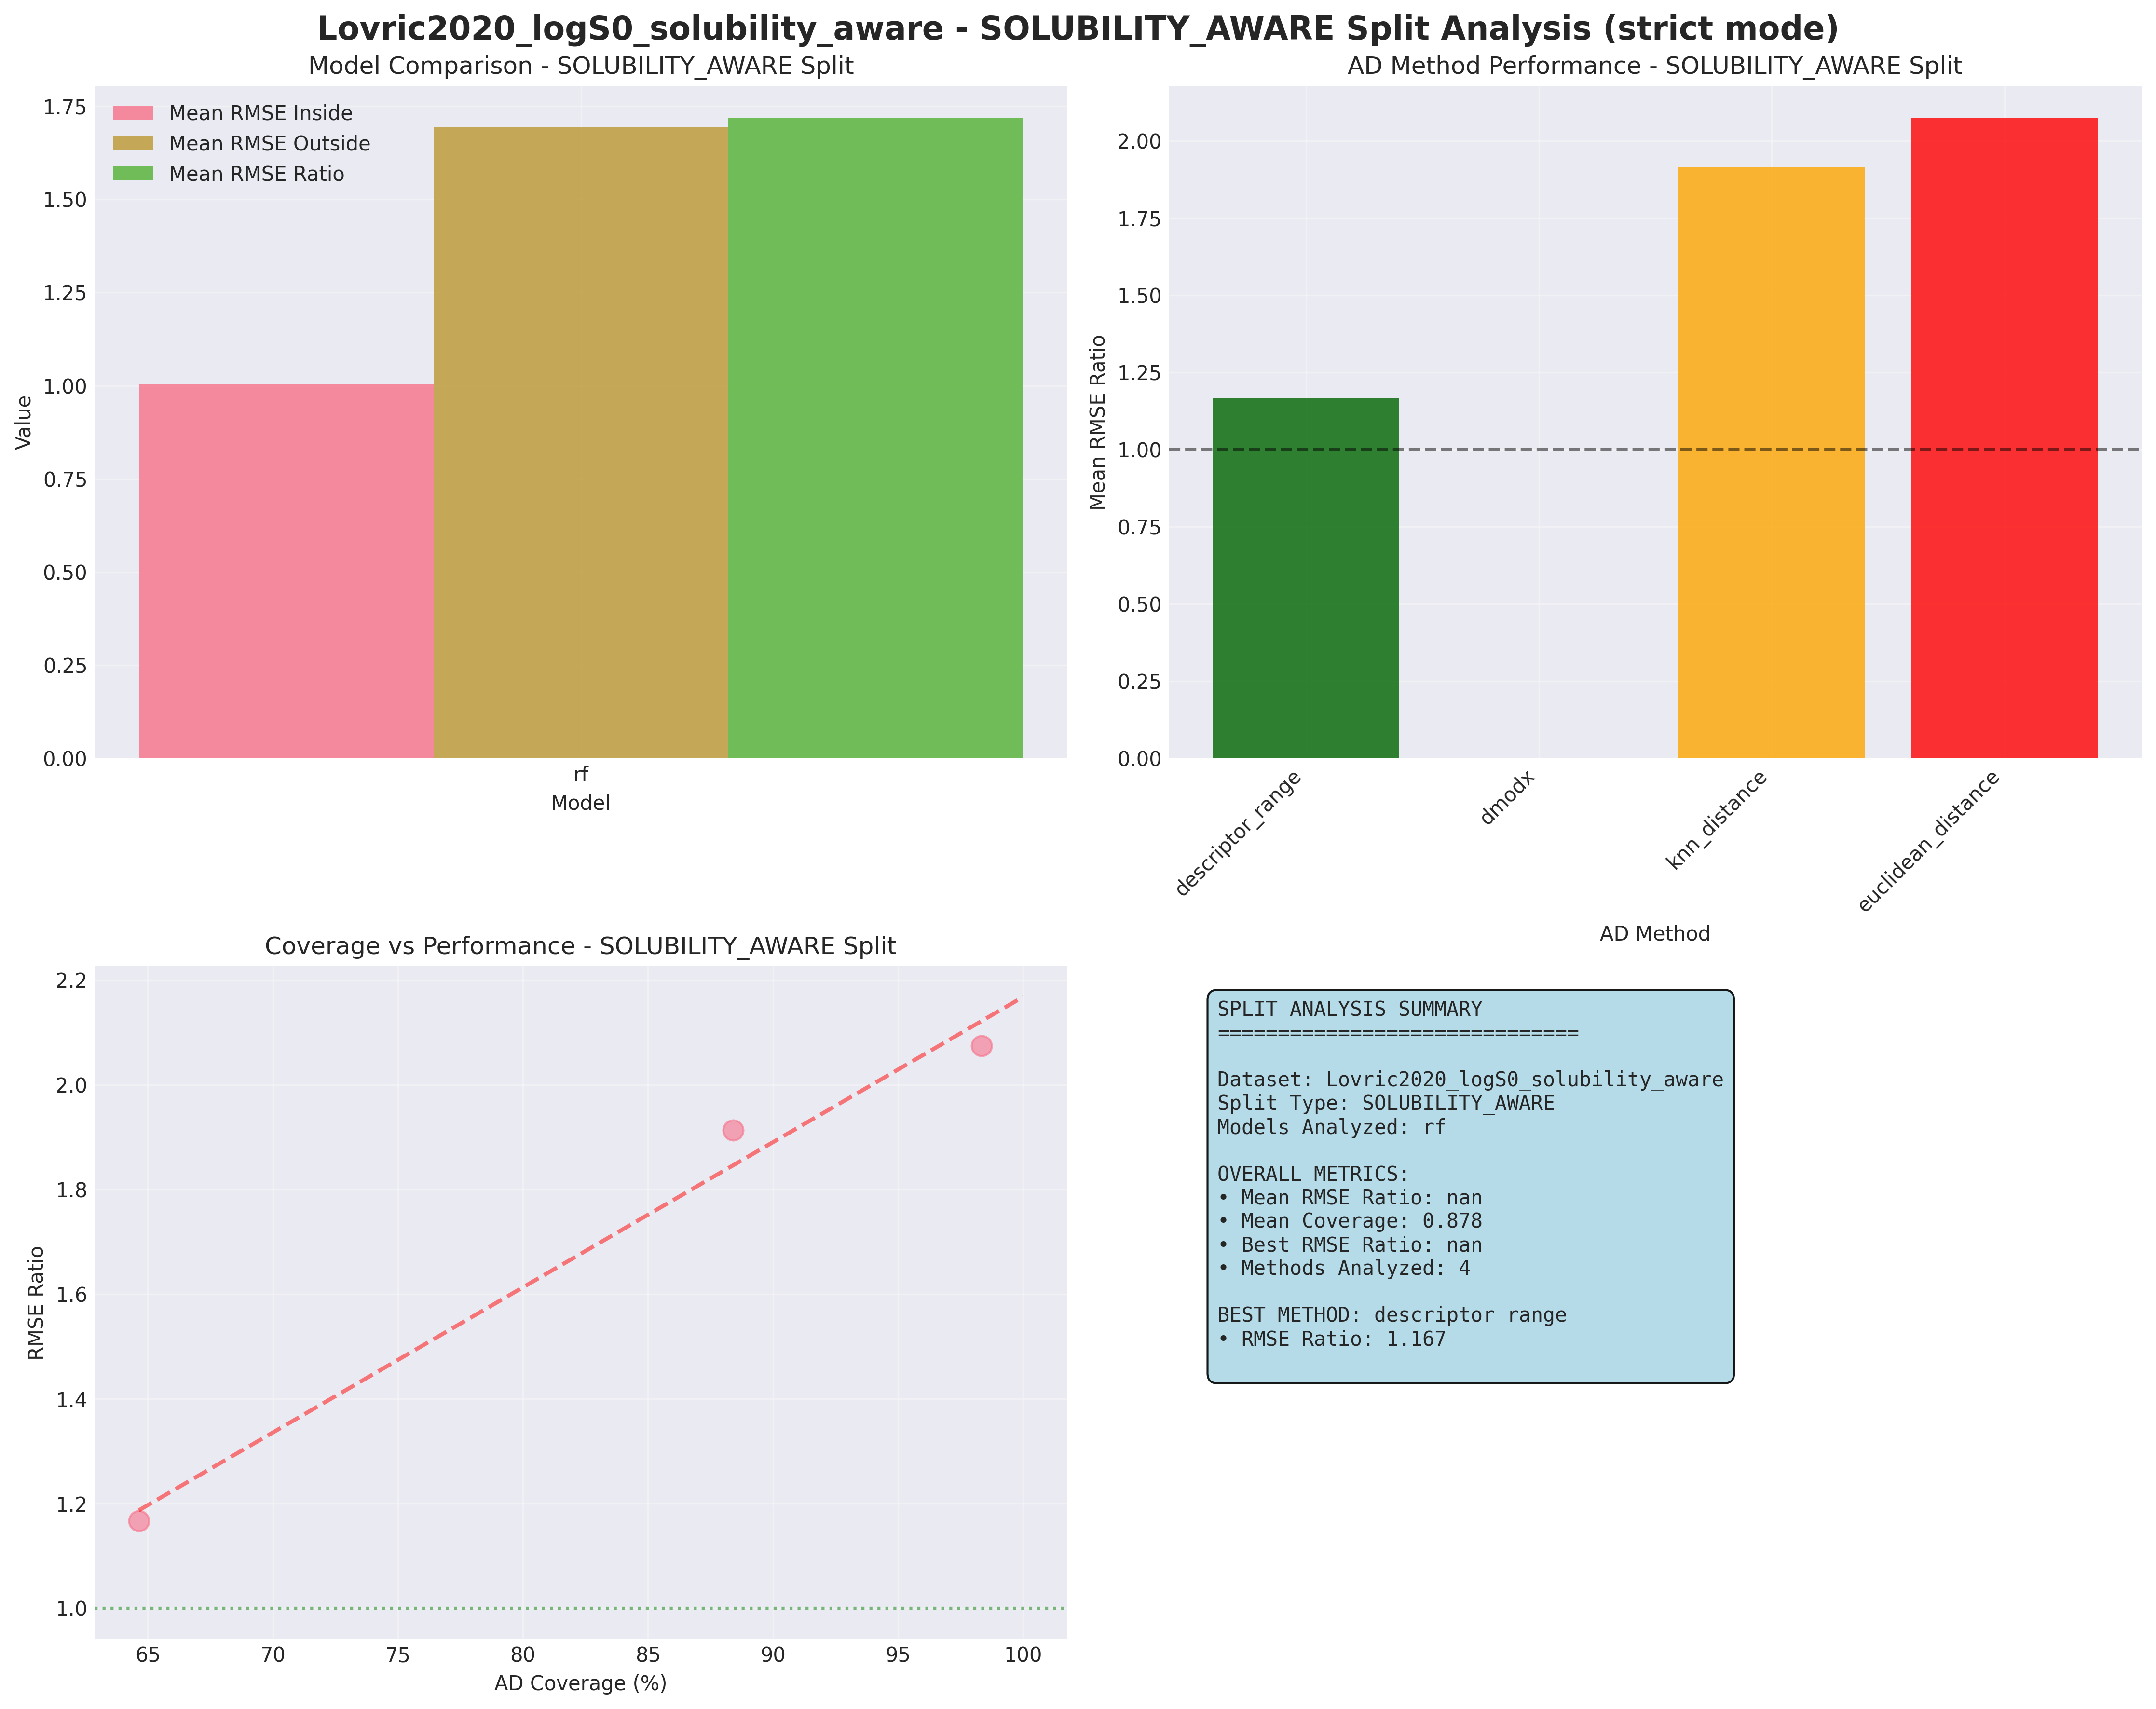 Lovric2020_logS0_solubility_aware - SOLUBILITY_AWARE Split Analysis (strict mode)
Model Comparison - SOLUBILITY_AWARE Split
Mean RMSE Inside
Mean RMSE Outside
Mean RMSE Ratio
Value
1.75
1.50
1.25
1.00
0.75
0.50
0.25
0.00
rf
Model
AD Method Performance - SOLUBILITY_AWARE Split
Mean RMSE Ratio
2.00
1.75
1.50
1.25
1.00
0.75
0.50
0.25
0.00
descriptor_range
dmodx
knn_distance
euclidean_distance
AD Method
Coverage vs Performance - SOLUBILITY_AWARE Split
RMSE Ratio
2.2
2.0
1.8
1.6
1.4
1.2
1.0
65 70 75 80 85 90 95 100
AD Coverage (%)
SPLIT ANALYSIS SUMMARY
==============================
Dataset: Lovric2020_logS0_solubility_aware
Split Type: SOLUBILITY_AWARE
Models Analyzed: rf
OVERALL METRICS:
• Mean RMSE Ratio: nan
• Mean Coverage: 0.878
• Best RMSE Ratio: nan
• Methods Analyzed: 4
BEST METHOD: descriptor_range
• RMSE Ratio: 1.167